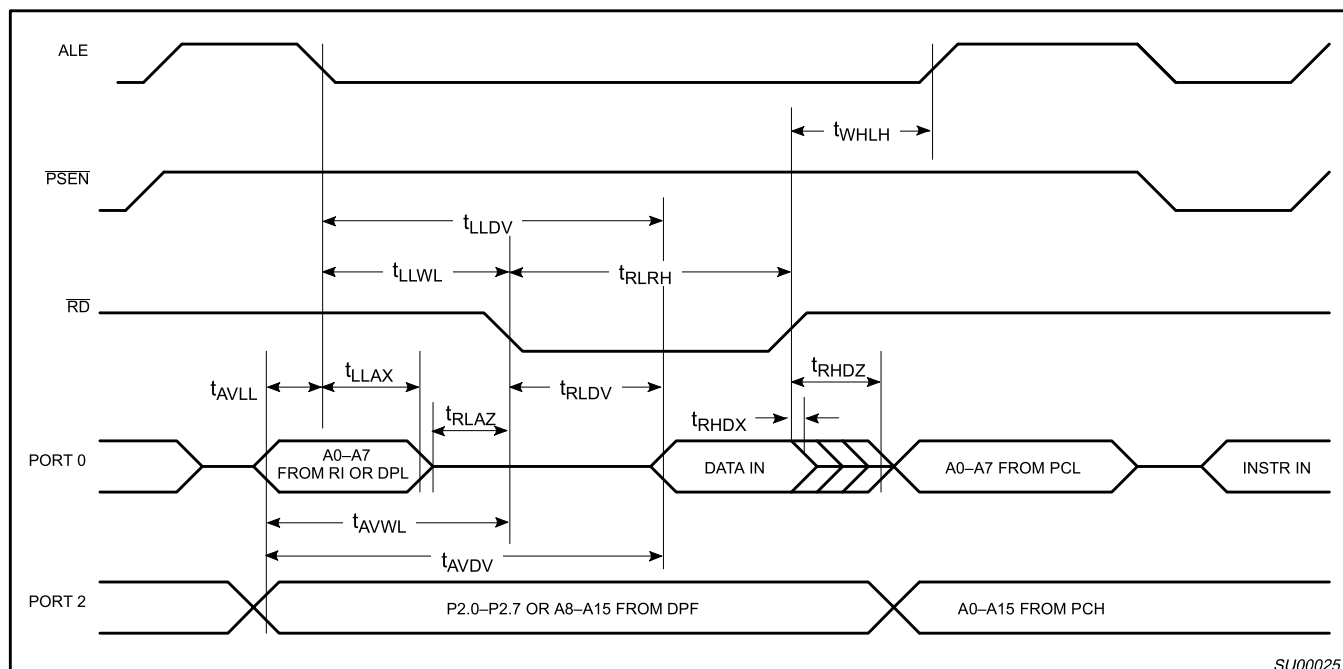 ALE
tWHLH
PSEN
tLLDV
tLLWL
tRLRH
RD
tAVLL
tLLAX
tRLAZ
tRLDV
tRHDZ
tRHDX
PORT 0
A0–A7
FROM RI OR DPL
DATA IN
A0–A7 FROM PCL
INSTR IN
tAVWL
tAVDV
PORT 2
P2.0–P2.7 OR A8–A15 FROM DPF
A0–A15 FROM PCH
SU00025